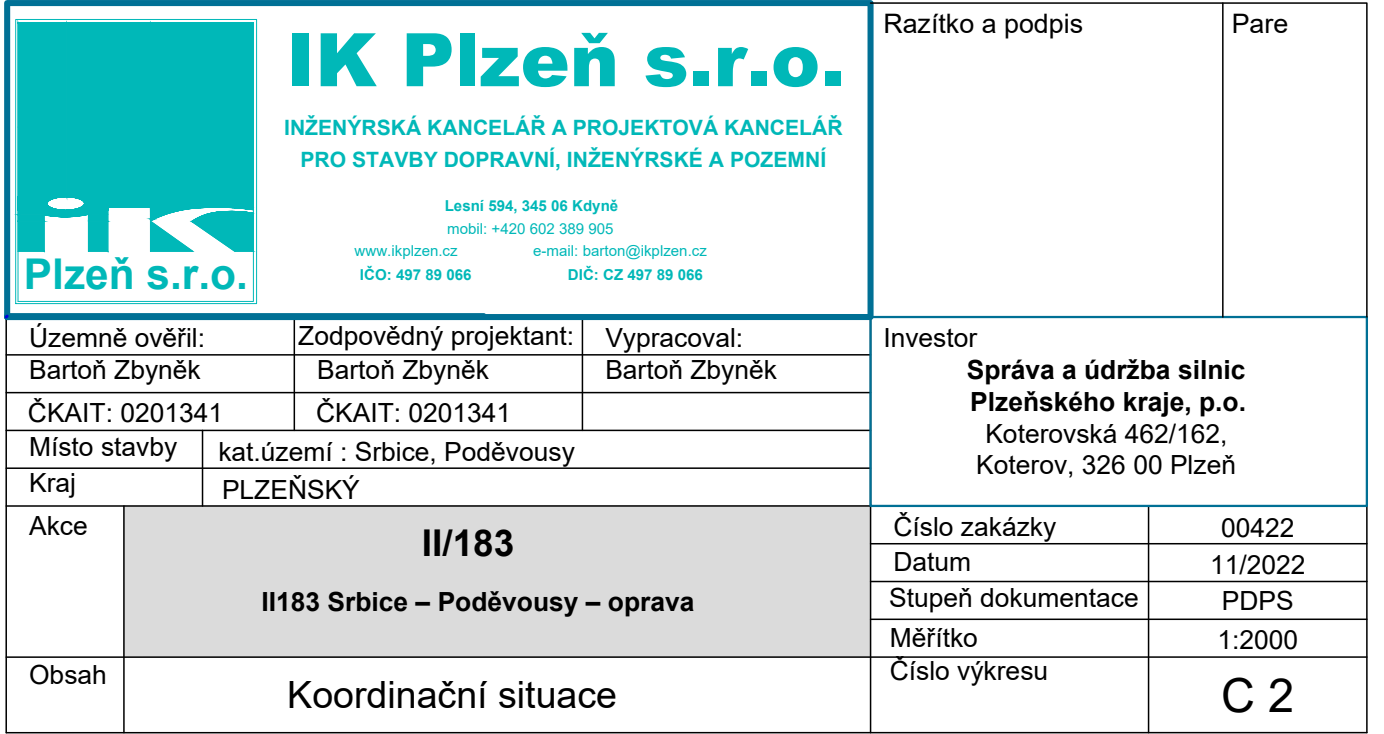 iK
Plzeň s.r.o.
IK Plzeň s.r.o.
INŽENÝRSKÁ KANCELÁŘ A PROJEKTOVÁ KANCELÁŘ
PRO STAVBY DOPRAVNÍ, INŽENÝRSKÉ A POZEMNÍ
Lesní 594, 345 06 Kdyně
mobil: +420 602 389 905
www.ikplzen.cz e-mail: barton@ikplzen.cz
IČO: 497 89 066 DIČ: CZ 497 89 066
Razítko a podpis
Pare
Územně ověřil: Zodpovědný projektant: Vypracoval:
Bartoň Zbyněk Bartoň Zbyněk Bartoň Zbyněk
ČKAIT: 0201341 ČKAIT: 0201341
Místo stavby kat.území : Srbice, Poděvousy
Kraj PLZEŇSKÝ
Investor
Správa a údržba silnic
Plzeňského kraje, p.o.
Koterovská 462/162,
Koterov, 326 00 Plzeň
Akce
II/183
II183 Srbice – Poděvousy – oprava
Číslo zakázky 00422
Datum 11/2022
Stupeň dokumentace PDPS
Měřítko 1:2000
Obsah Koordinační situace
Číslo výkresu C 2